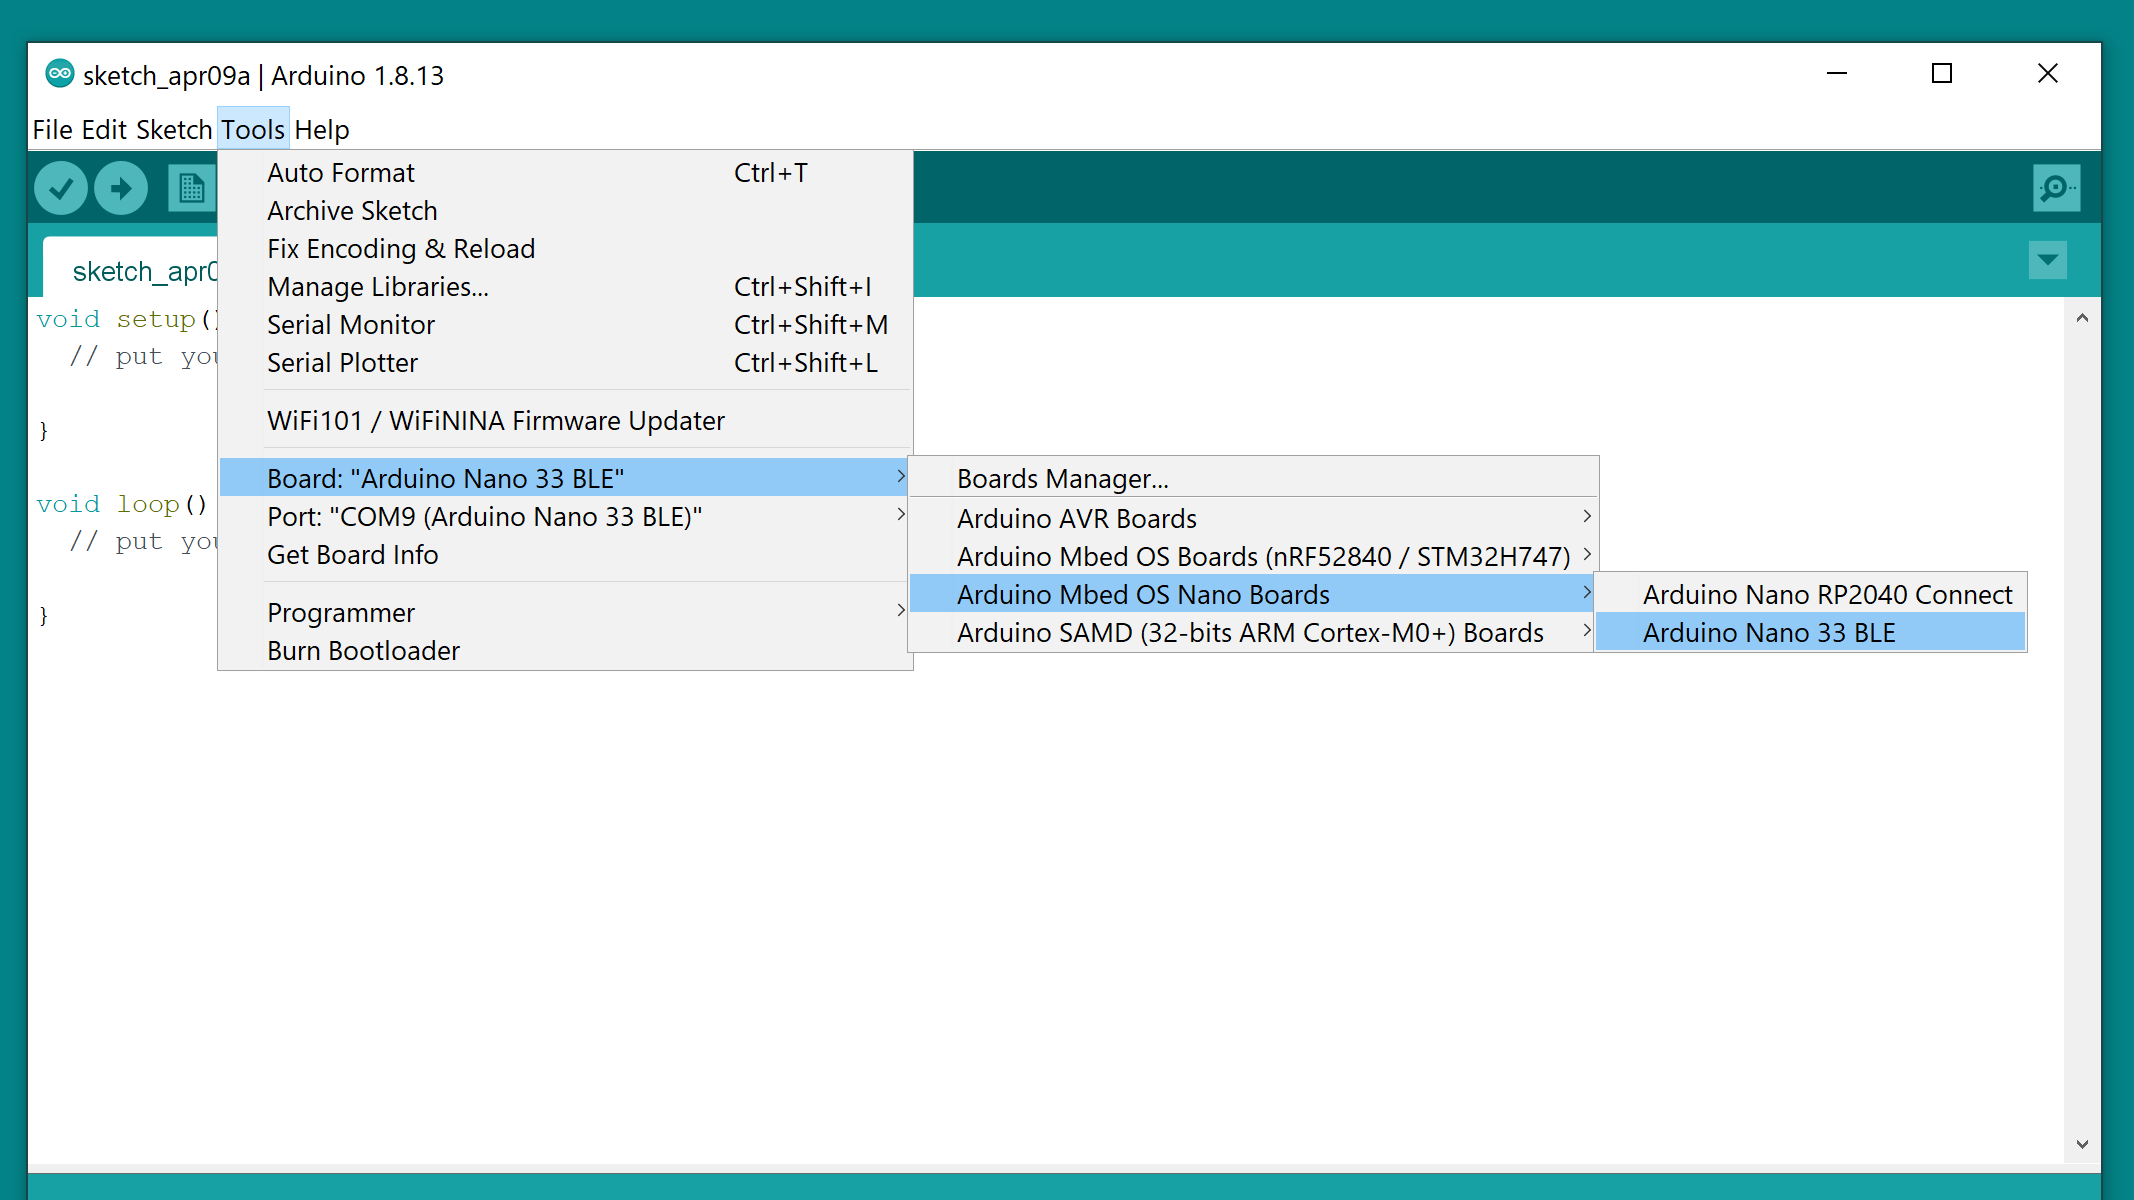 sketch_apr09a | Arduino 1.8.13
File Edit Sketch Tools Help
Auto Format Ctrl+T
Archive Sketch
Fix Encoding & Reload
Manage Libraries... Ctrl+Shift+I
Serial Monitor Ctrl+Shift+M
Serial Plotter Ctrl+Shift+L
WiFi101 / WiFiNINA Firmware Updater
Board: "Arduino Nano 33 BLE"
Port: "COM9 (Arduino Nano 33 BLE)"
Get Board Info
Programmer
Burn Bootloader
Boards Manager...
Arduino AVR Boards
Arduino Mbed OS Boards (nRF52840 / STM32H747)
Arduino Mbed OS Nano Boards
Arduino SAMD (32-bits ARM Cortex-M0+) Boards
Arduino Nano RP2040 Connect
Arduino Nano 33 BLE
sketch_apr0
void setup()
// put you
}
void loop()
// put you
}